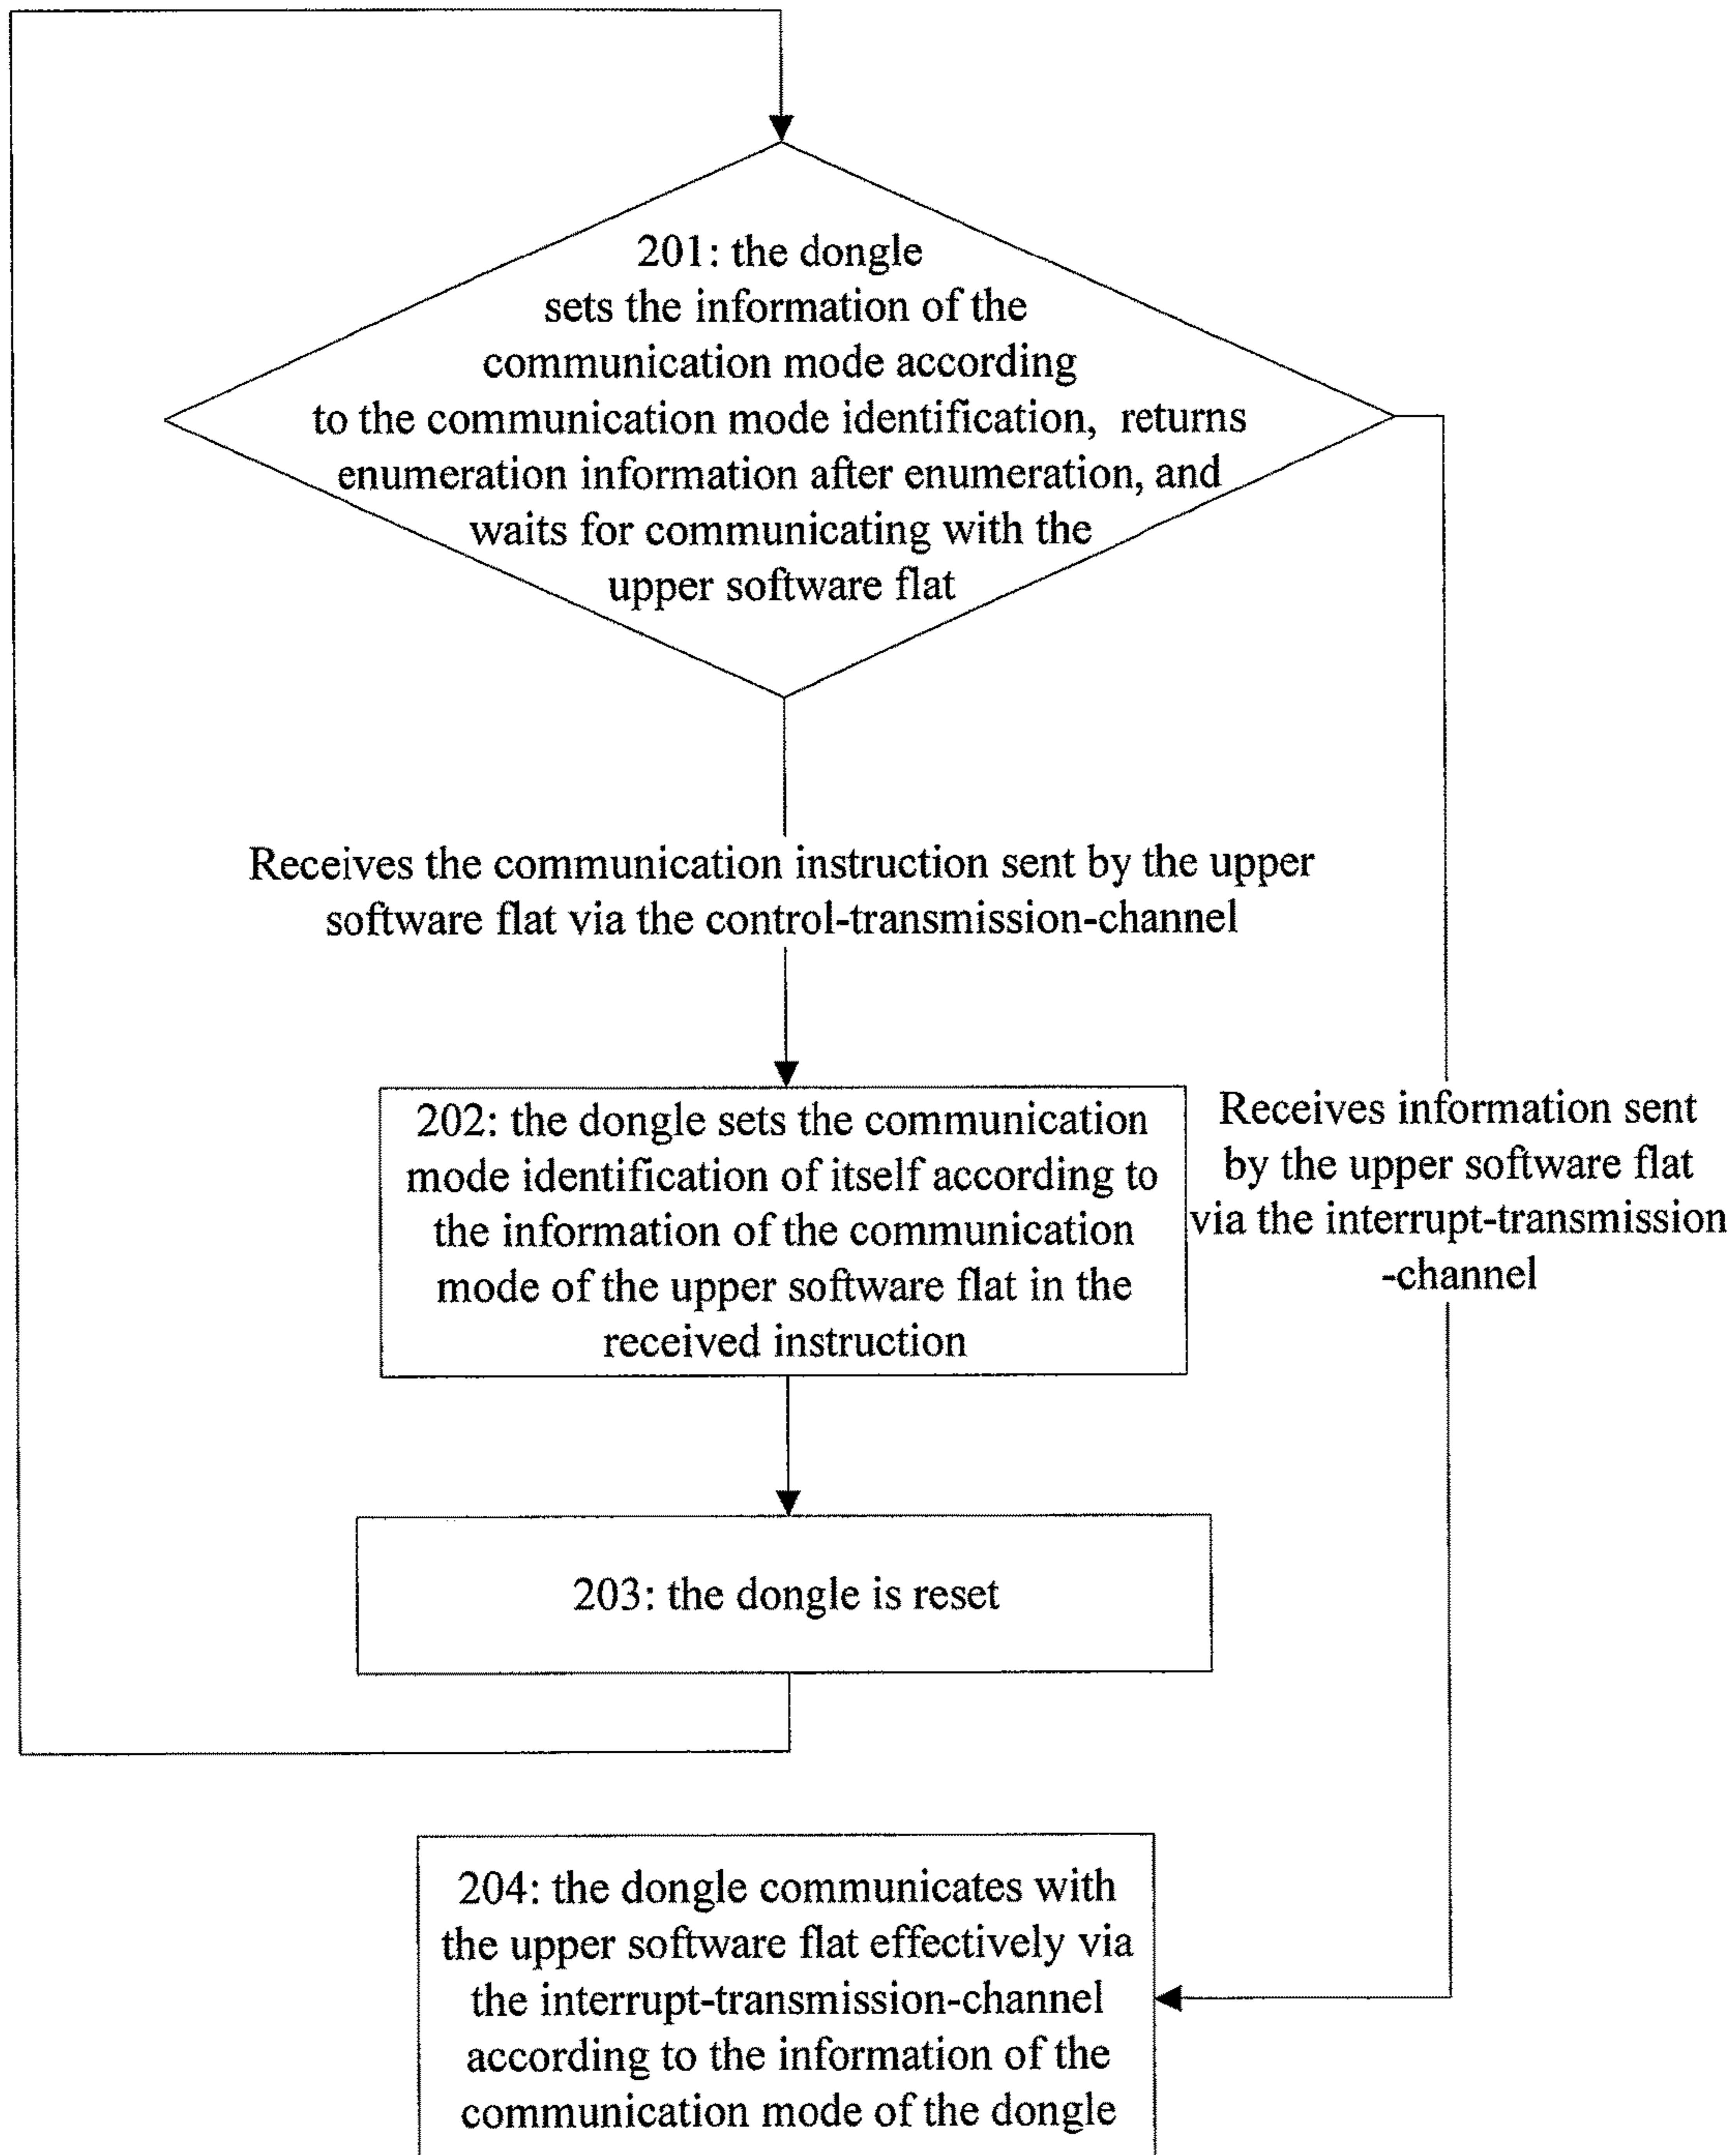 201: the dongle
sets the information of the
communication mode according
to the communication mode identification, returns
enumeration information after enumeration, and
waits for communicating with the
upper software flat
Receives the communication instruction sent by the upper
software flat via the control-transmission-channel
202: the dongle sets the communication
mode identification of itself according to
the information of the communication
mode of the upper software flat in the
received instruction
Receives information sent
by the upper software flat
via the interrupt-transmission
-channel
203: the dongle is reset
204: the dongle communicates with
the upper software flat effectively via
the interrupt-transmission-channel
according to the information of the
communication mode of the dongle